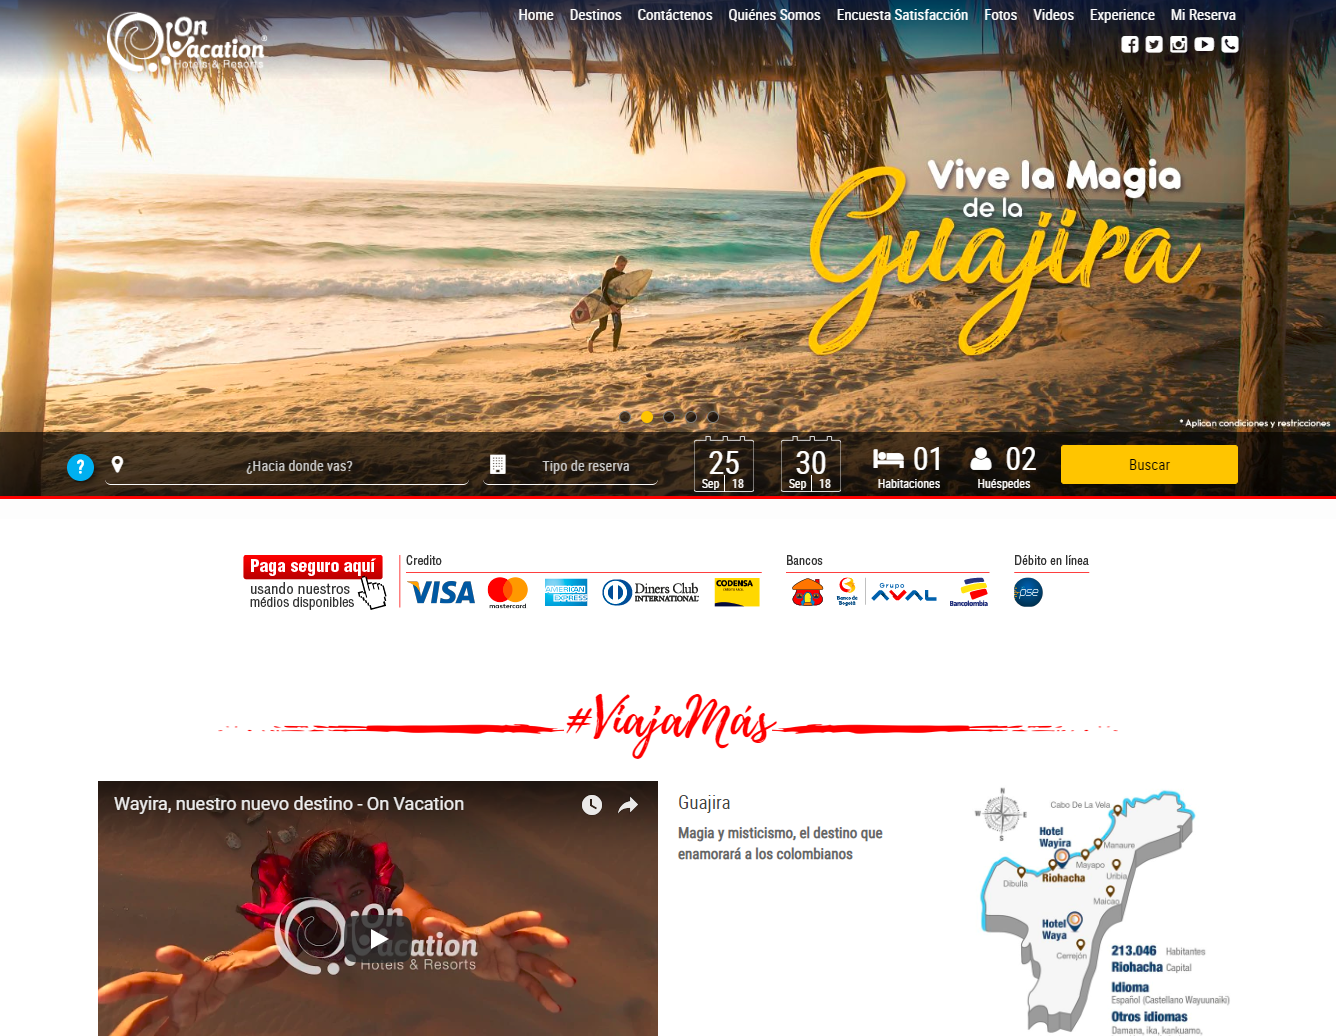 On
Vacation
Hotels & Resorts
Home Destinos Contáctenos Quiénes Somos Encuesta Satisfacción Fotos Videos Experience Mi Reserva
Vive la Magia
de la
Guajira
* Aplican condiciones y restricciones
? ¿Hacia donde vas? Tipo de reserva
25 30 01 02
Sep 18 Sep 18 Habitaciones Huéspedes
Buscar
Paga seguro aquí
usando nuestros
médios disponibles
Credito Bancos Débito en línea
VISA mastercard AMERICAN EXPRESS Diners Club INTERNATIONAL CODENSA
Banco de Bogotá Grupo AVAL Bancolombia pse
#ViajaMás
Wayira, nuestro nuevo destino - On Vacation
On
Vacation
Hotels & Resorts
Guajira
Magia y misticismo, el destino que
enamorará a los colombianos
N
W E
S
Cabo De La Vela
Hotel
Wayira
Manaure
Mayapo
Riohacha
Uribia
Dibulla
Maicao
Hotel
Waya
Cerrejón
213.046 Habitantes
Riohacha Capital
Idioma
Español (Castellano Wayuunaiki)
Otros idiomas
Damana, ika, kankuamo,